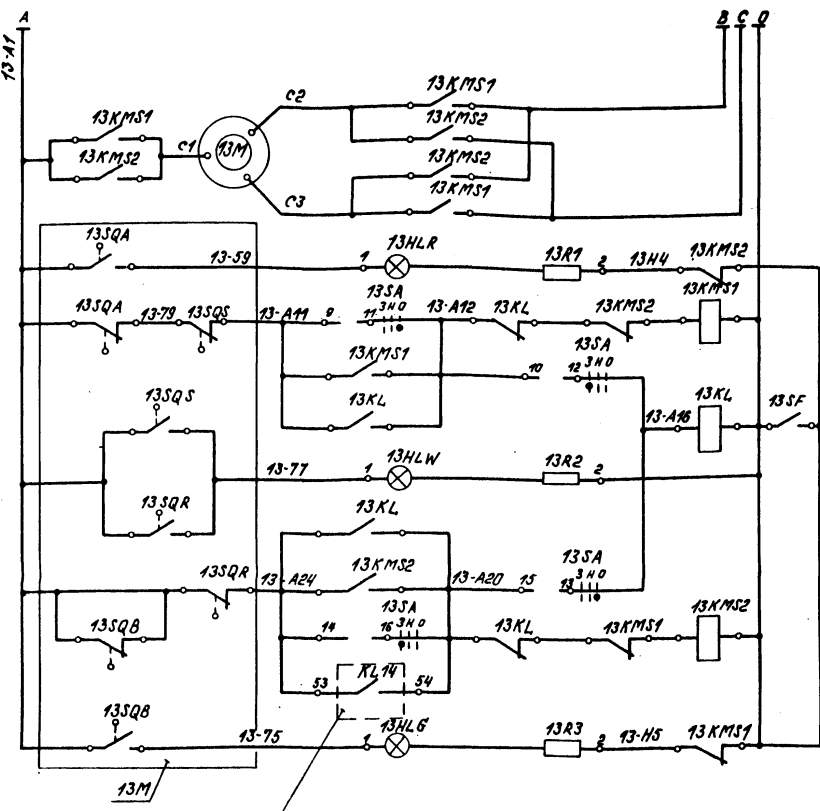 A B C O
13-A1
C2 13KMS1
13KMS1 13KMS2
C1 13M
13KMS2 13KMS2
C3 13KMS1
13SQA 13-59 1 13HLR 13R1 2 13H4 13KMS2
13KMS1
13SQA 13-79 13SQS 13-A11 9 11 13SA 3 H O 13-A12 13KL 13KMS2
13KMS1 10 12 13SA 3 H O
13KL 13-A16 13KL 13SF
13SQS
13-77 1 13HLW 13R2 2
13SQR
13KL
13SQR 13-A24 13KMS2 13-A20 15 13 13SA 3 H O
13SQB 14 16 13SA 3 H O 13KL 13KMS1 13KMS2
53 KL14 54
13SQB 13-75 1 13HLG 13R3 2 13-H5 13KMS1
13M